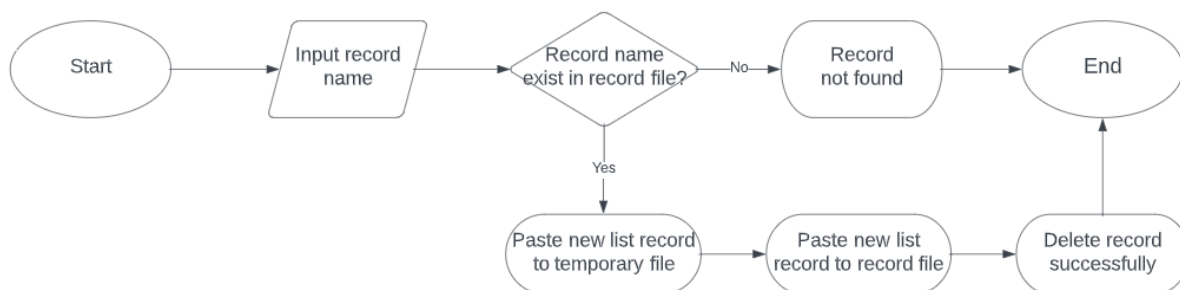 Start
Input record
name
Record name
exist in record file?
No
Record
not found
End
Yes
Paste new list record
to temporary file
Paste new list
record to record file
Delete record
successfully